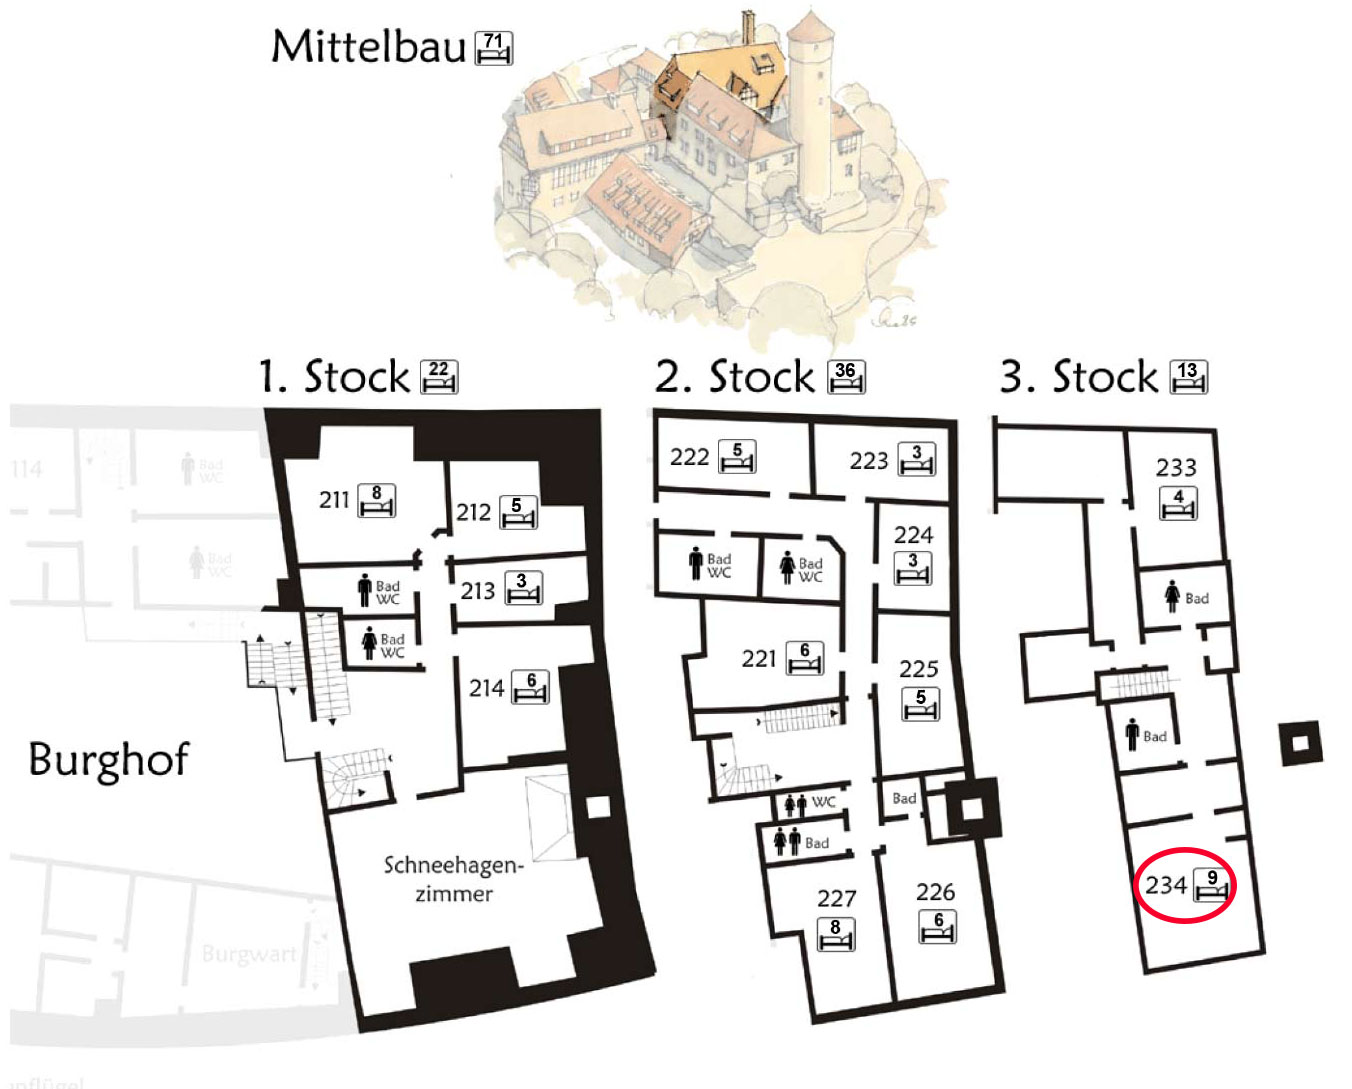 Mittelbau 71
1. Stock 22
2. Stock 36
3. Stock 13
114
Bad
WC
Bad
WC
211 8
212 5
Bad
WC
213 3
Bad
WC
214 6
Burghof
Schneehagen-
zimmer
Burgwart
222 5
223 3
224
3
Bad
WC
Bad
WC
221 6
225
5
WC
Bad
Bad
227
8
226
6
233
4
Bad
Bad
234 9